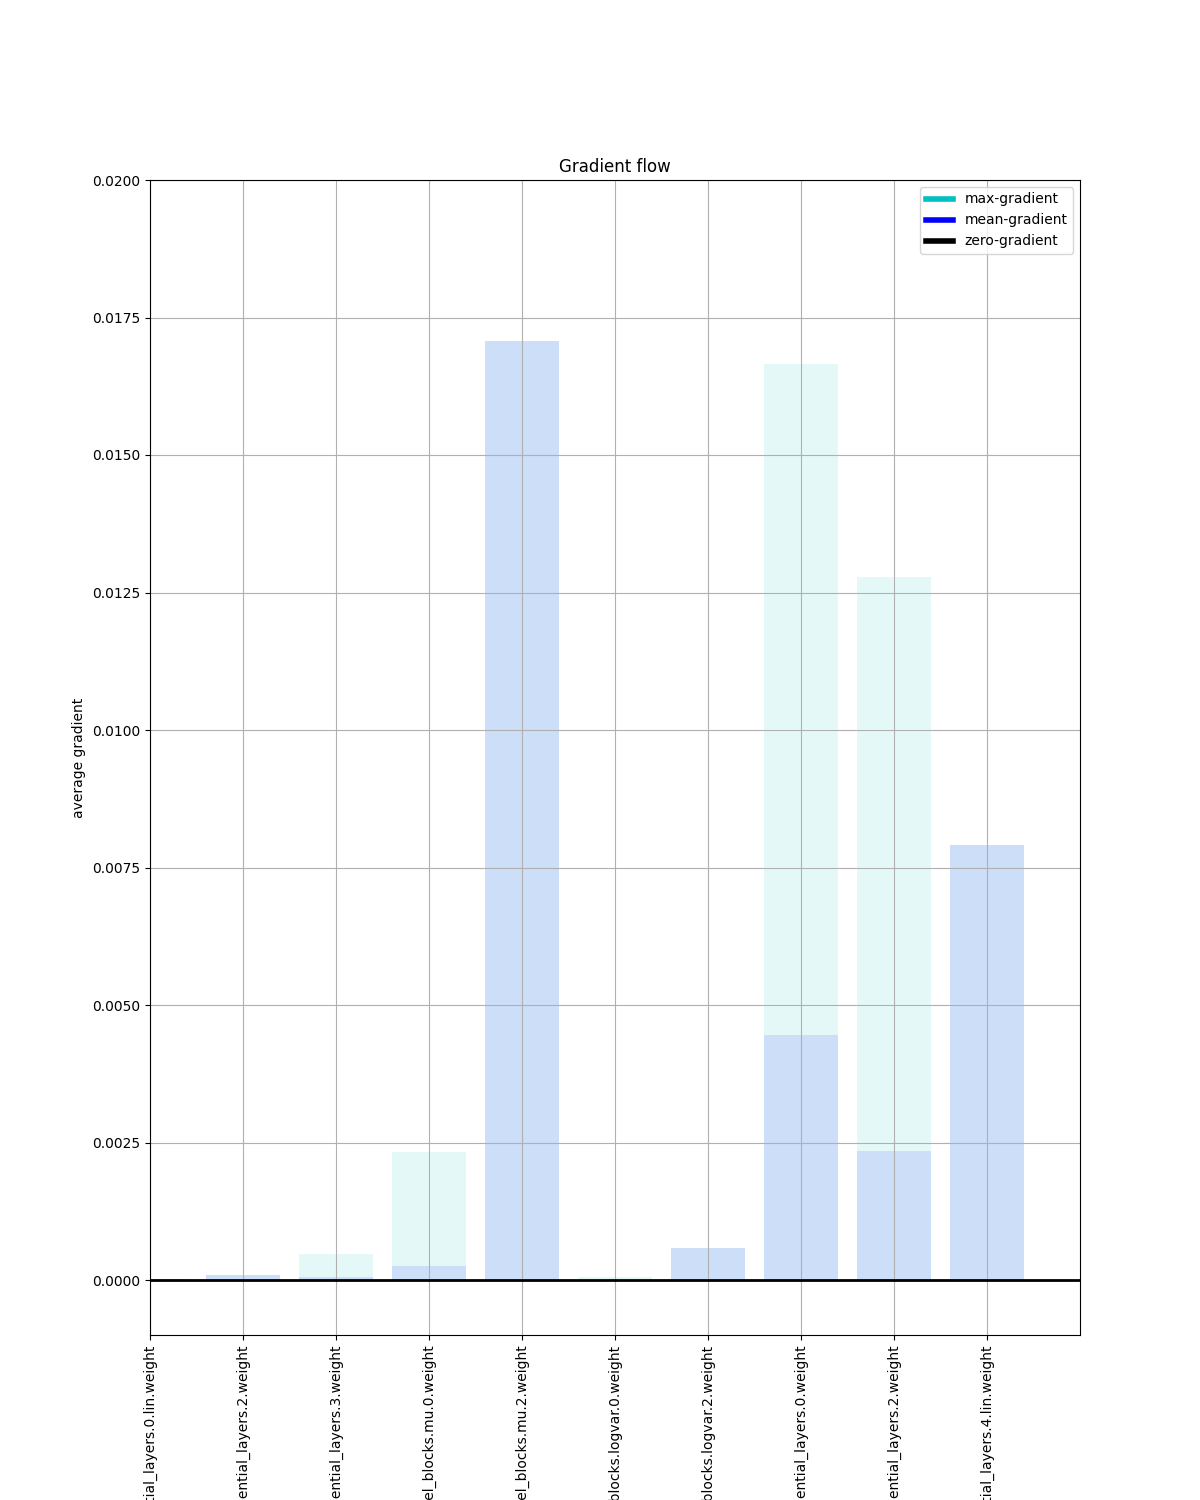 Gradient flow
max-gradient
mean-gradient
zero-gradient
0.0200
0.0175
0.0150
0.0125
0.0100
0.0075
0.0050
0.0025
0.0000
average gradient
tial_layers.0.lin.weight
ential_layers.2.weight
ential_layers.3.weight
el_blocks.mu.0.weight
el_blocks.mu.2.weight
blocks.logvar.0.weight
blocks.logvar.2.weight
ential_layers.0.weight
ential_layers.2.weight
tial_layers.4.lin.weight